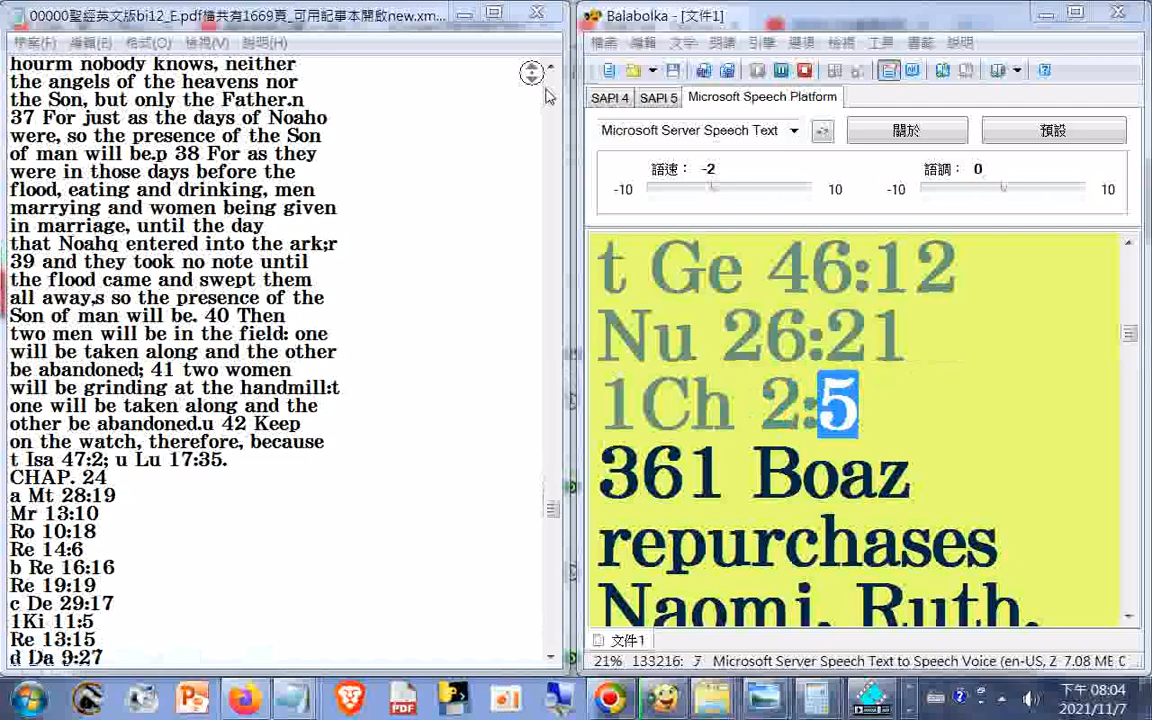 00000聖經英文版bi12_E.pdf檔共有1669頁_可用記事本開啟new.xm...
檔案(F) 編輯(E) 格式(O) 檢視(V) 說明(H)
hourm nobody knows, neither
the angels of the heavens nor
the Son, but only the Father.n
37 For just as the days of Noaho
were, so the presence of the Son
of man will be.p 38 For as they
were in those days before the
flood, eating and drinking, men
marrying and women being given
in marriage, until the day
that Noahq entered into the ark;r
39 and they took no note until
the flood came and swept them
all away,s so the presence of the
Son of man will be. 40 Then
two men will be in the field: one
will be taken along and the other
be abandoned; 41 two women
will be grinding at the handmill:t
one will be taken along and the
other be abandoned.u 42 Keep
on the watch, therefore, because
t Isa 47:2; u Lu 17:35.
CHAP. 24
a Mt 28:19
Mr 13:10
Ro 10:18
Re 14:6
b Re 16:16
Re 19:19
c De 29:17
1Ki 11:5
Re 13:15
d Da 9:27
Balabolka - [文件1]
檔案 編輯 文字 朗讀 引擎 選項 檢視 工具 書籤 說明
SAPI 4 SAPI 5 Microsoft Speech Platform
Microsoft Server Speech Text 關於 預設
語速: -2 語調: 0
-10 10 -10 10
t Ge 46:12
Nu 26:21
1Ch 2:5
361 Boaz
repurchases
Naomi, Ruth.
文件1
21% 133216: 7 Microsoft Server Speech Text to Speech Voice (en-US, Z 7.08 ME C
PDF
下午 08:04
2021/11/7